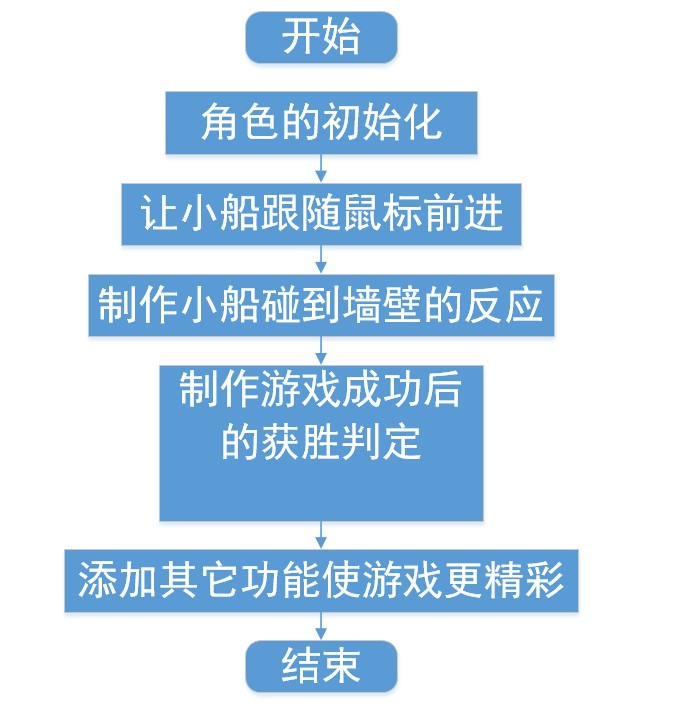 开始
角色的初始化
让小船跟随鼠标前进
制作小船碰到墙壁的反应
制作游戏成功后
的获胜判定
添加其它功能使游戏更精彩
结束